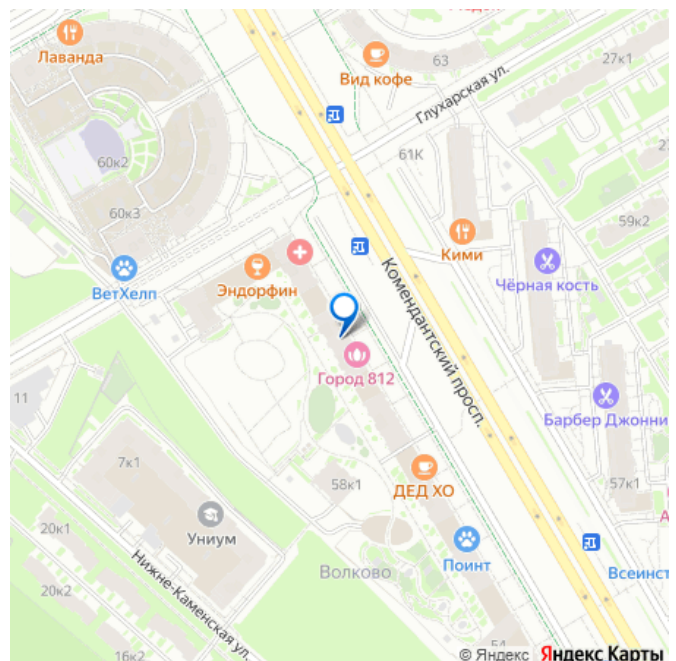 Лаванда
Вид кофе
63
27к1
Глухарская ул.
60к2
61К
60к3
59к2
Кими
ВетХелп
Эндорфин
Чёрная кость
Комендантский просп.
Город 812
11
Барбер Джонни
7к1
58к1
ДЕД ХО
57к1
20к1
Униум
Нижне-Каменская ул.
Поинт
Волково
Всеинст
20к2
54
16к2
© Яндекс Яндекс Карты